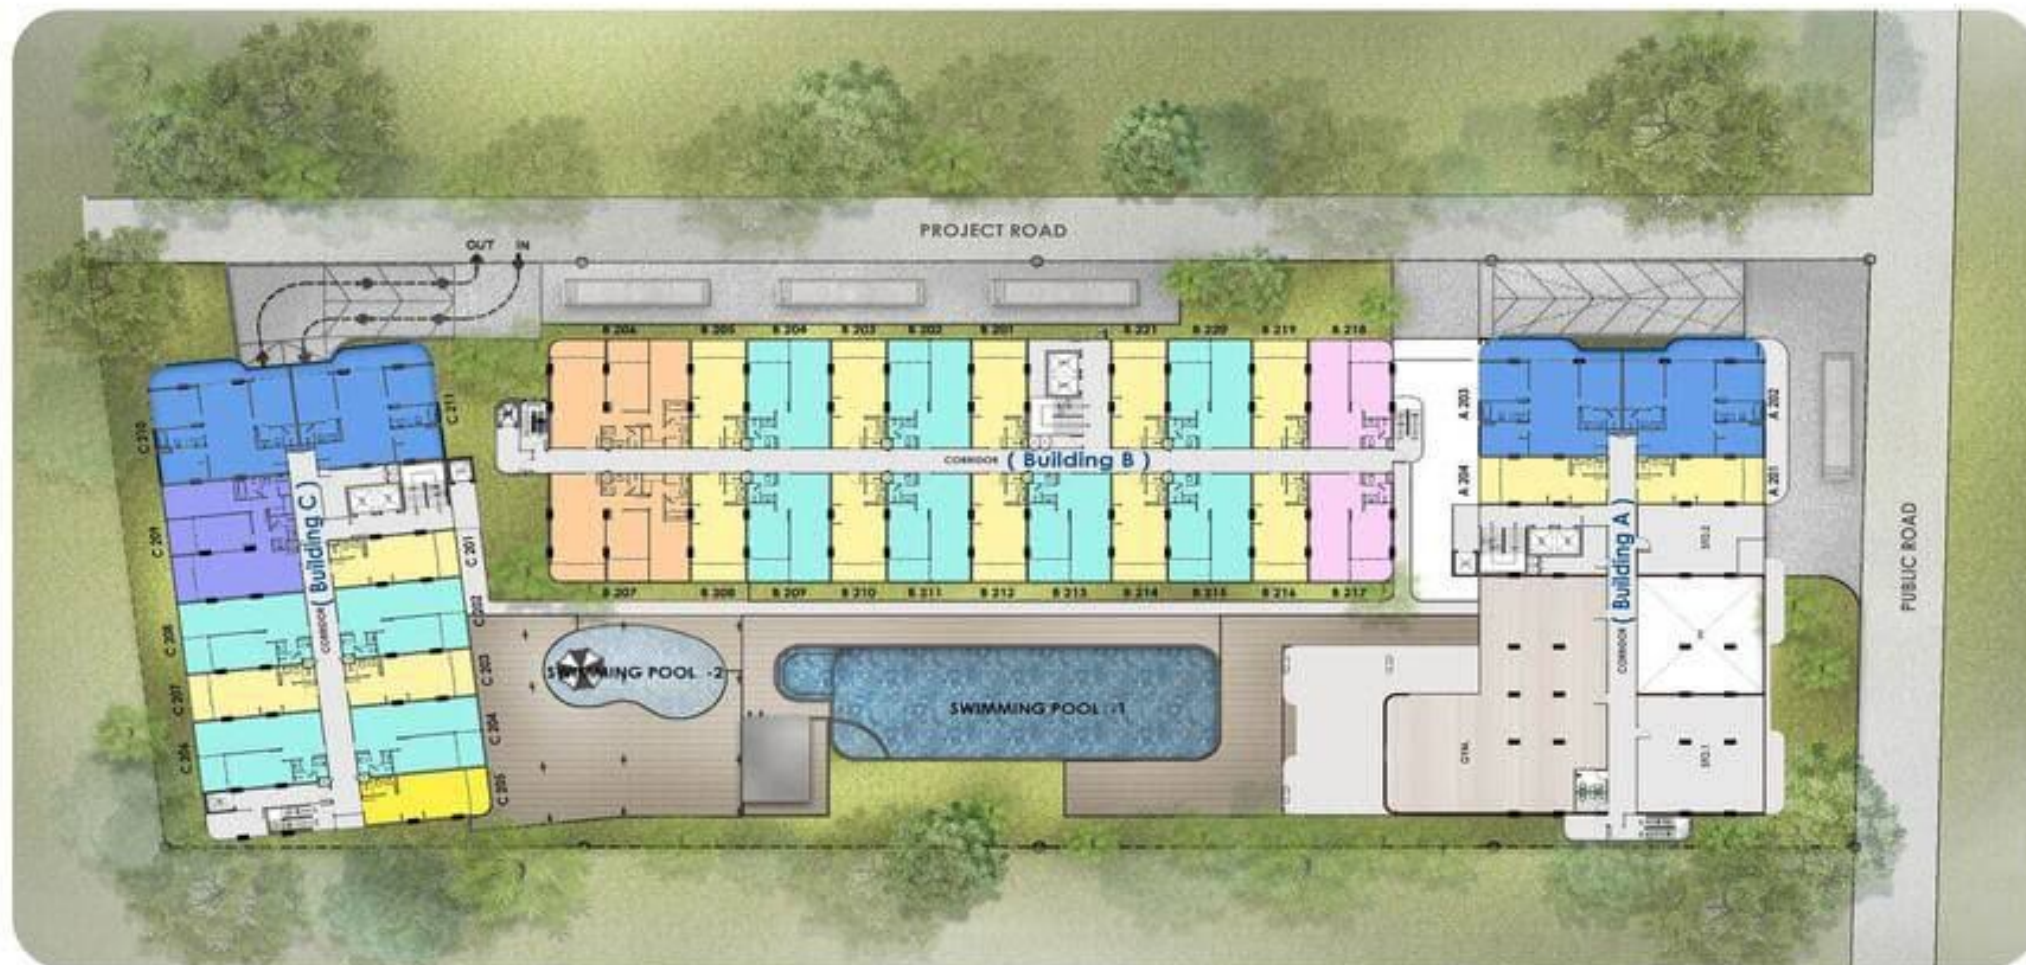 PROJECT ROAD
OUT IN
B 206 B 205 B 204 B 203 B 202 B 201 B 221 B 220 B 219 B 218
CORRIDOR ( Building B )
B 207 B 208 B 209 B 210 B 211 B 212 B 213 B 214 B 215 B 216 B 217
C 210
C 211
C 209
C 201
C 208
C 202
C 207
C 203
C 206
C 204
C 205
CORRIDOR ( Building C )
SWIMMING POOL -2
SWIMMING POOL -1
A 203
A 202
A 204
A 201
CORRIDOR ( Building A )
GYM.
PUBLIC ROAD